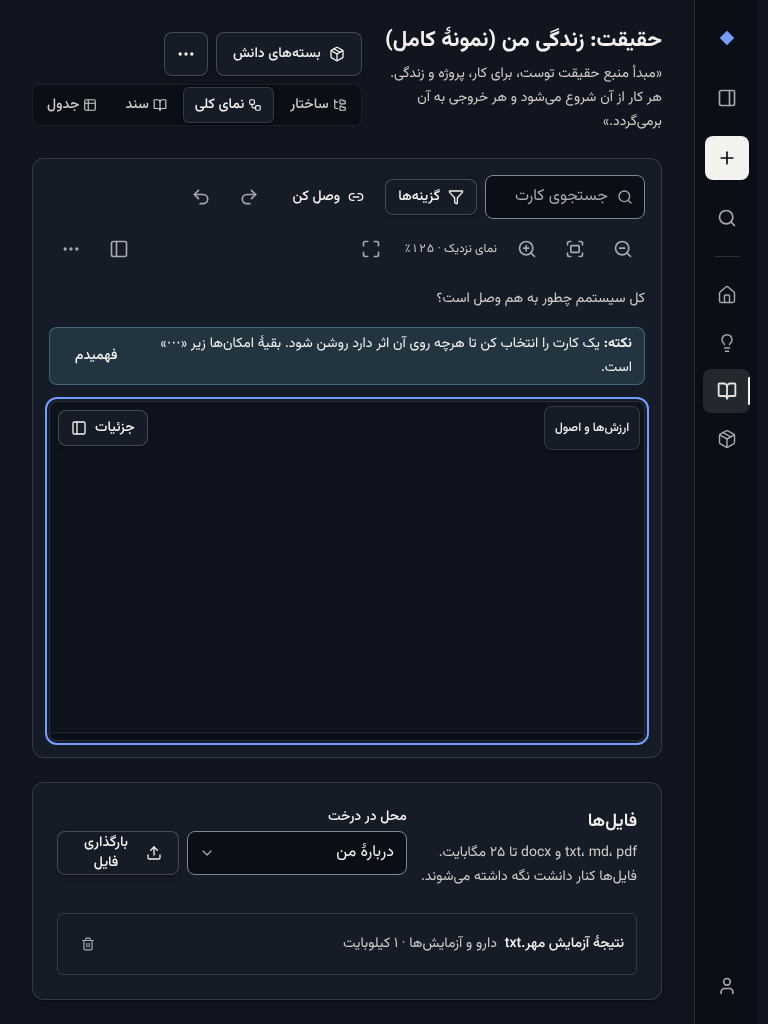 حقیقت: زندگی من (نمونهٔ کامل)
«مبدأ منبع حقیقت توست، برای کار، پروژه و زندگی.
هر کار از آن شروع می‌شود و هر خروجی به آن
برمی‌گردد.»
بسته‌های دانش
ساختار
نمای کلی
سند
جدول
جستجوی کارت
گزینه‌ها
وصل کن
نمای نزدیک · ۱۲۵٪
کل سیستمم چطور به هم وصل است؟
نکته: یک کارت را انتخاب کن تا هرچه روی آن اثر دارد روشن شود. بقیهٔ امکان‌ها زیر «···»
است.
فهمیدم
ارزش‌ها و اصول
جزئیات
فایل‌ها
txt، md، pdf و docx تا ۲۵ مگابایت.
فایل‌ها کنار دانشت نگه داشته می‌شوند.
محل در درخت
دربارهٔ من
بارگذاری
فایل
نتیجهٔ آزمایش مهر.txt دارو و آزمایش‌ها · ۱ کیلوبایت